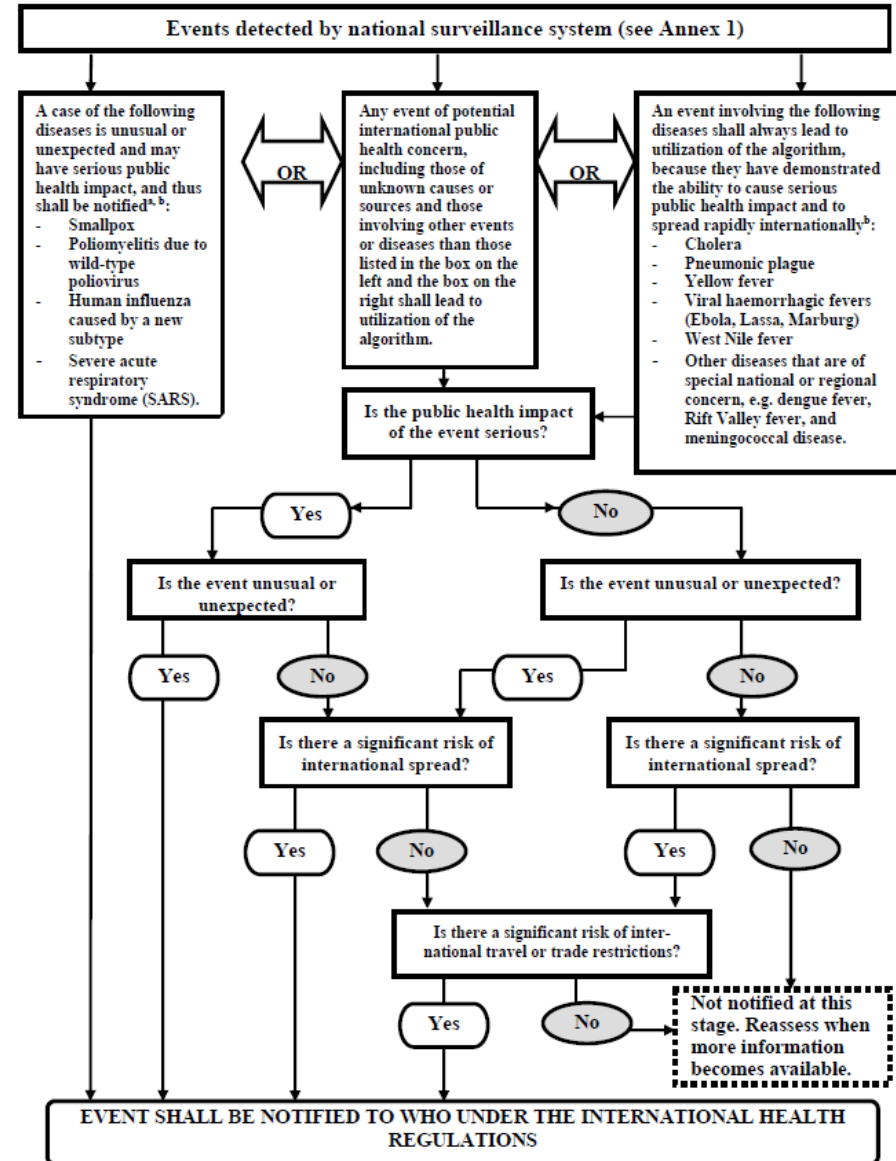 Events detected by national surveillance system (see Annex 1)
A case of the following
diseases is unusual or
unexpected and may
have serious public
health impact, and thus
shall be notifiedᵃ, ᵇ:
- Smallpox
- Poliomyelitis due to
wild-type
poliovirus
- Human influenza
caused by a new
subtype
- Severe acute
respiratory
syndrome (SARS).
OR
Any event of potential
international public
health concern,
including those of
unknown causes or
sources and those
involving other events
or diseases than those
listed in the box on the
left and the box on the
right shall lead to
utilization of the
algorithm.
OR
An event involving the following
diseases shall always lead to
utilization of the algorithm,
because they have demonstrated
the ability to cause serious
public health impact and to
spread rapidly internationallyᵇ:
- Cholera
- Pneumonic plague
- Yellow fever
- Viral haemorrhagic fevers
(Ebola, Lassa, Marburg)
- West Nile fever
- Other diseases that are of
special national or regional
concern, e.g. dengue fever,
Rift Valley fever, and
meningococcal disease.
Is the public health impact
of the event serious?
Yes
No
Is the event unusual or
unexpected?
Is the event unusual or unexpected?
Yes
No
Yes
No
Is there a significant risk of
international spread?
Is there a significant risk of
international spread?
Yes
No
Yes
No
Is there a significant risk of inter-
national travel or trade restrictions?
Yes
No
Not notified at this
stage. Reassess when
more information
becomes available.
EVENT SHALL BE NOTIFIED TO WHO UNDER THE INTERNATIONAL HEALTH
REGULATIONS